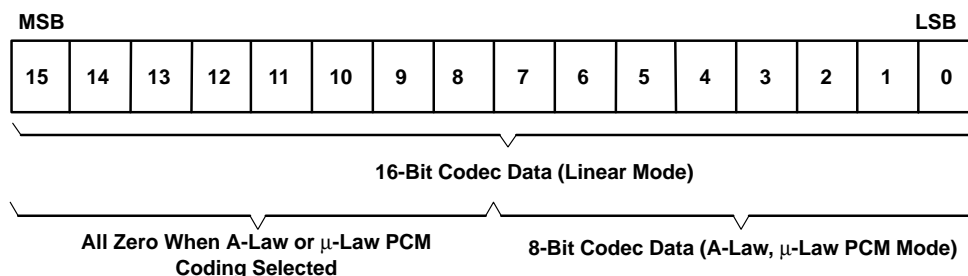 MSB LSB
15 14 13 12 11 10 9 8 7 6 5 4 3 2 1 0
16-Bit Codec Data (Linear Mode)
All Zero When A-Law or μ-Law PCM
Coding Selected
8-Bit Codec Data (A-Law, μ-Law PCM Mode)